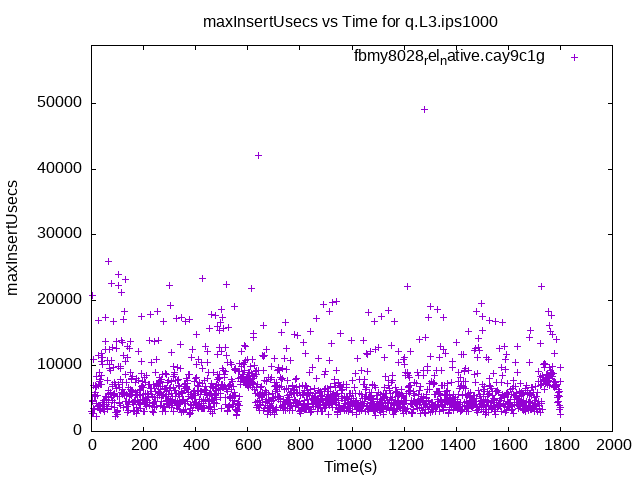 maxInsertUsecs vs Time for q.L3.ips1000
fbmy8028relnative.cay9c1g
50000
40000
30000
20000
10000
0
maxInsertUsecs
0 200 400 600 800 1000 1200 1400 1600 1800 2000
Time(s)